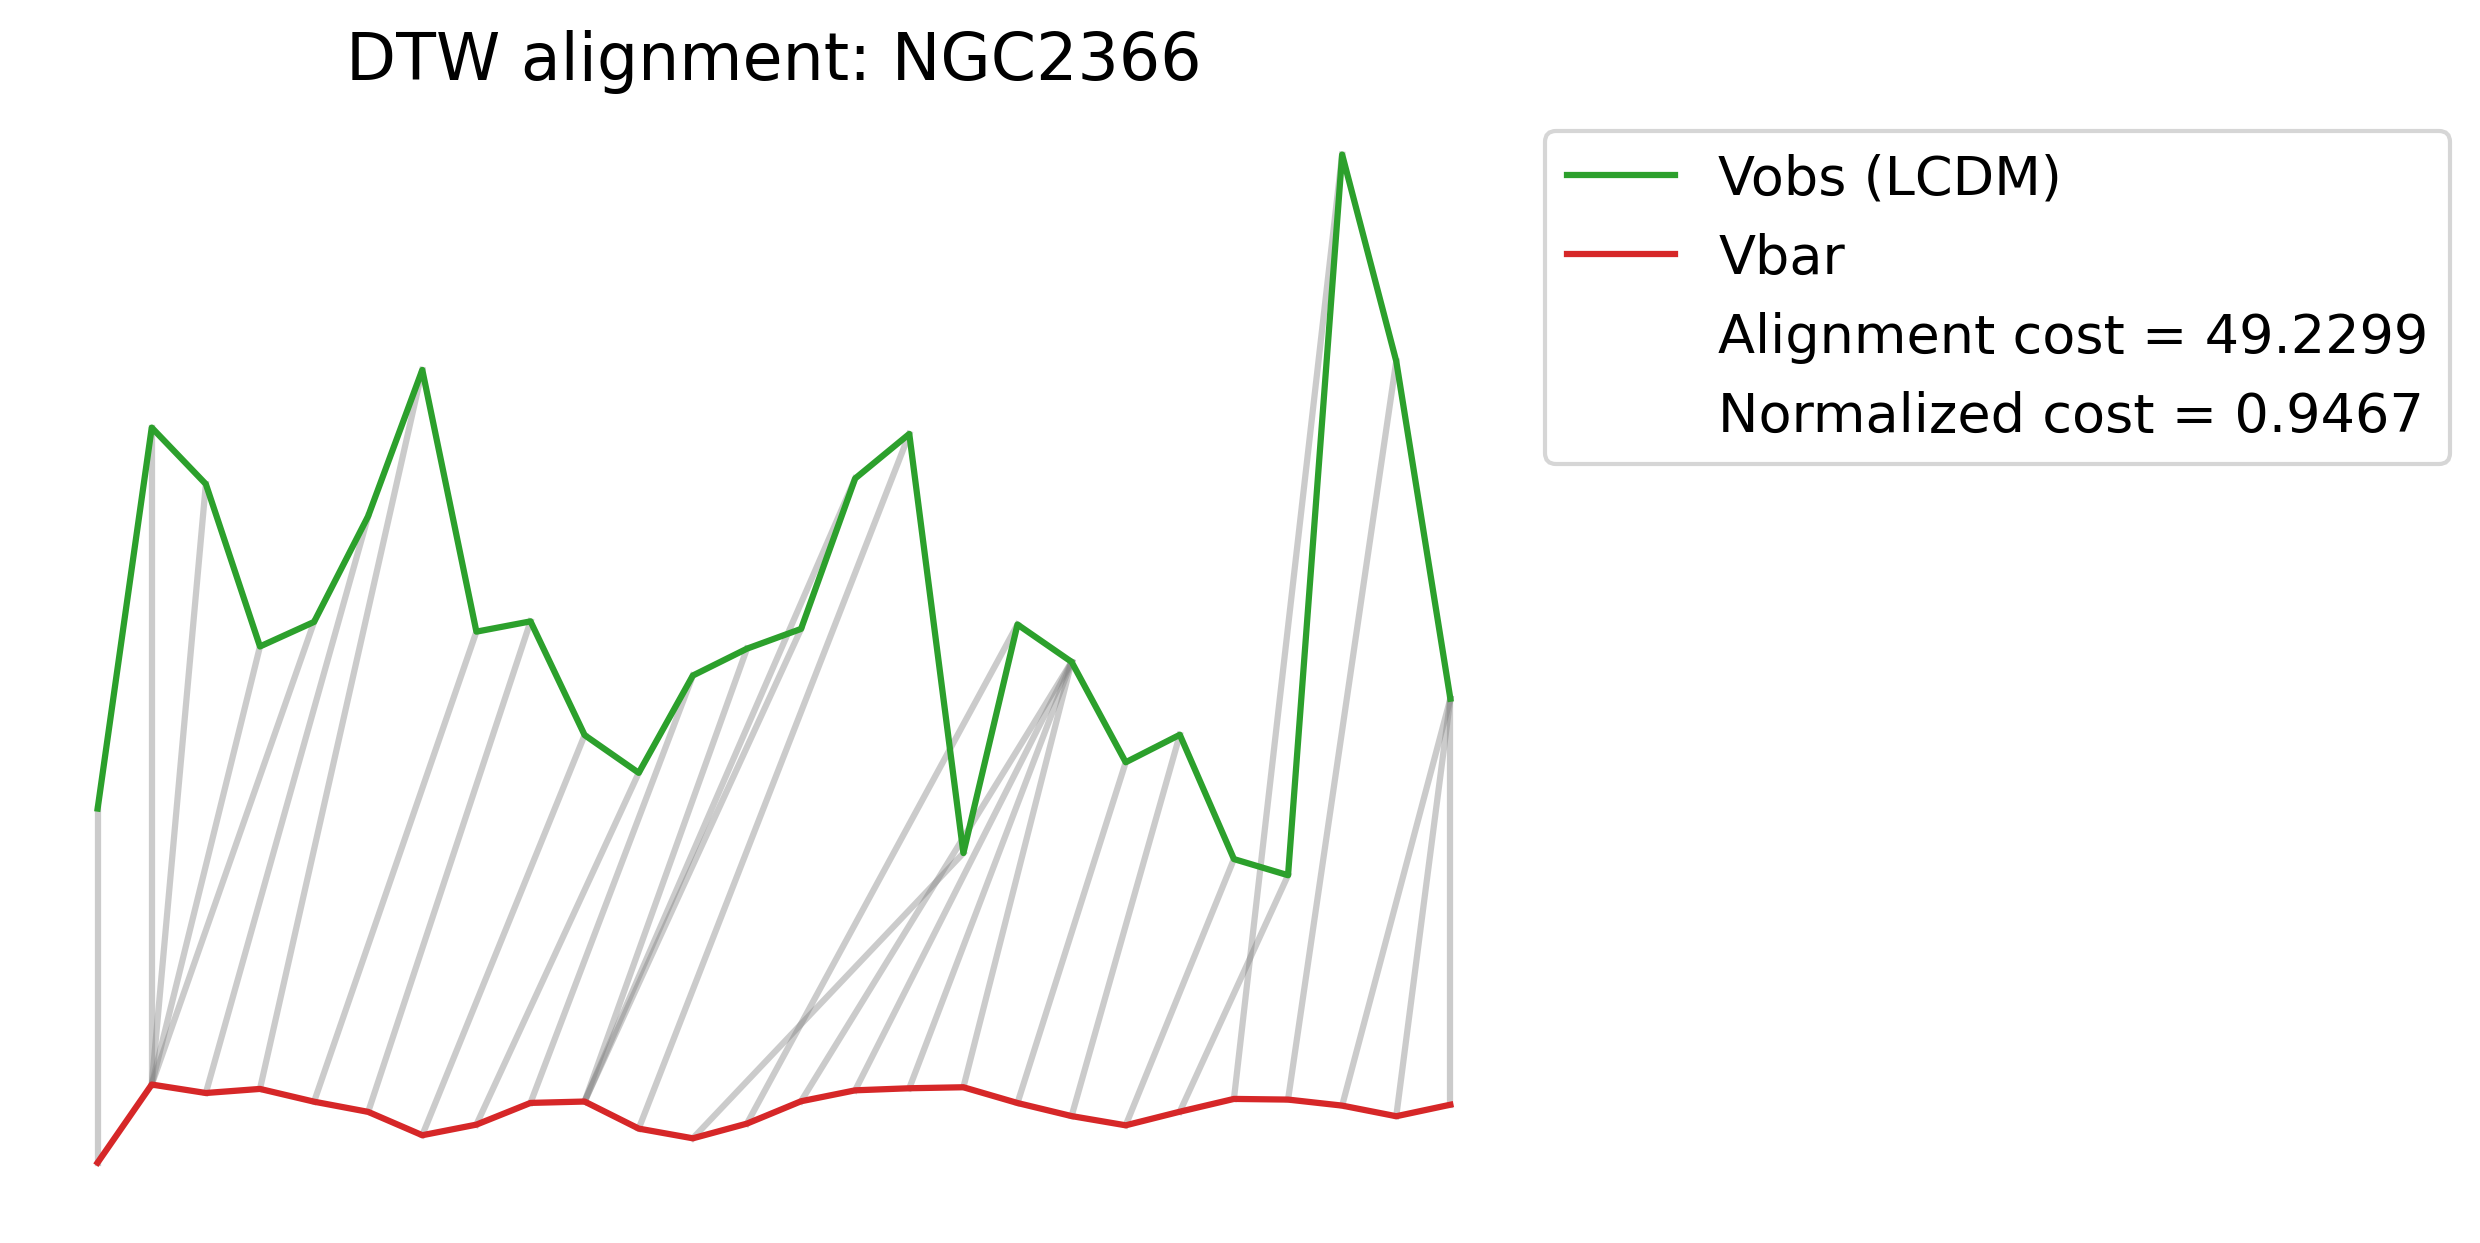 DTW alignment: NGC2366
Vobs (LCDM)
Vbar
Alignment cost = 49.2299
Normalized cost = 0.9467